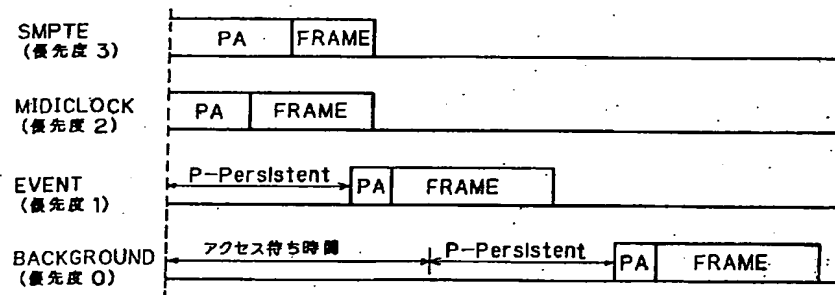 SMPTE
(優先度 3)
PA FRAME
MIDICLOCK
(優先度 2)
PA FRAME
EVENT
(優先度 1)
P-Persistent PA FRAME
BACKGROUND
(優先度 0)
アクセス待ち時間 P-Persistent PA FRAME